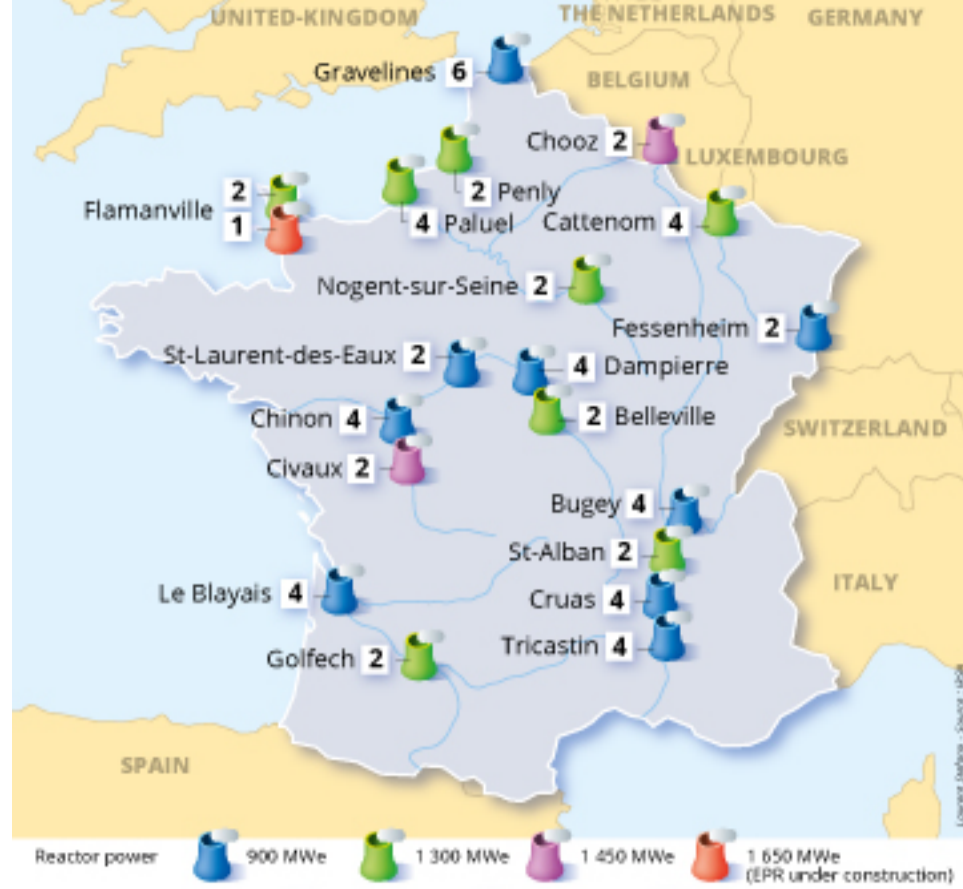 UNITED-KINGDOM
THE NETHERLANDS
GERMANY
Gravelines 6
BELGIUM
Chooz 2
LUXEMBOURG
2 Penly
Flamanville 2
1
4 Paluel
Cattenom 4
Nogent-sur-Seine 2
Fessenheim 2
St-Laurent-des-Eaux 2
4 Dampierre
Chinon 4
2 Belleville
SWITZERLAND
Civaux 2
Bugey 4
St-Alban 2
Le Blayais 4
Cruas 4
ITALY
Tricastin 4
Golfech 2
SPAIN
Reactor power
900 MWe
1 300 MWe
1 450 MWe
1 650 MWe
(EPR under construction)